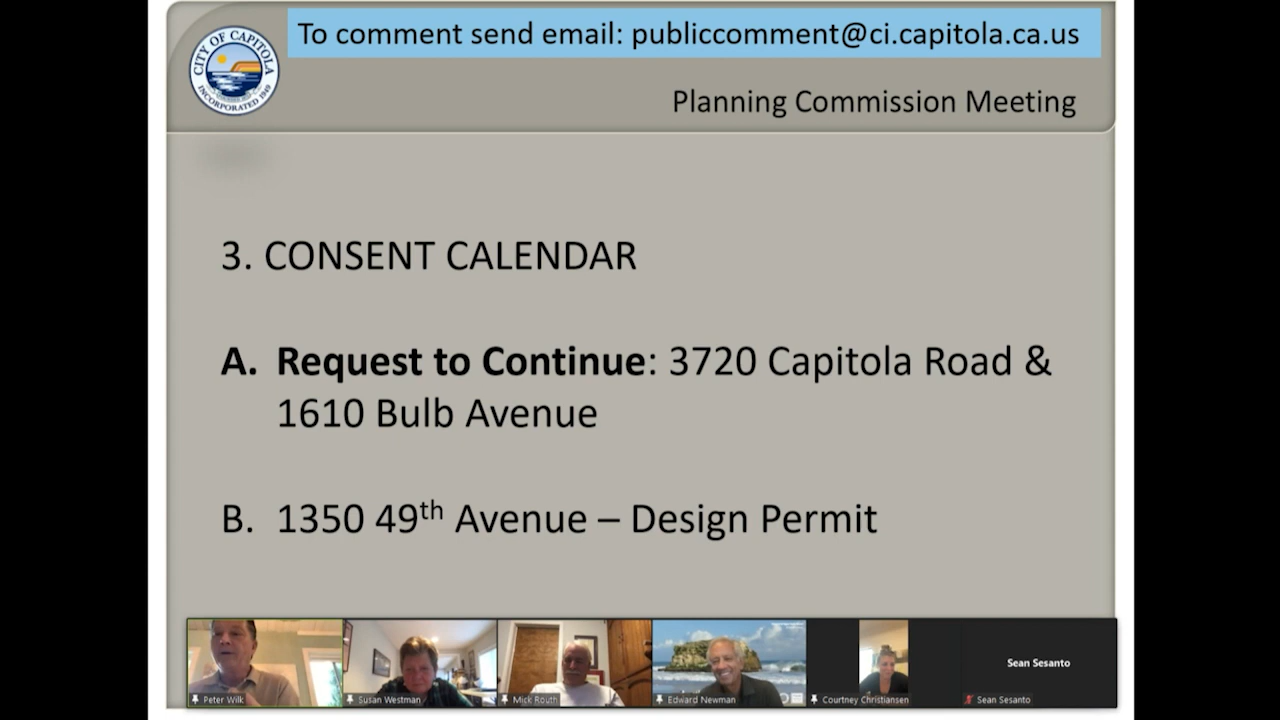 To comment send email: publiccomment@ci.capitola.ca.us
CITY OF CAPITOLA
INCORPORATED 1949
Planning Commission Meeting
3. CONSENT CALENDAR
A. Request to Continue: 3720 Capitola Road &
1610 Bulb Avenue
B. 1350 49th Avenue – Design Permit
Sean Sesanto
Peter Wilk
Susan Westman
Mick Routh
Edward Newman
Courtney Christiansen
Sean Sesanto